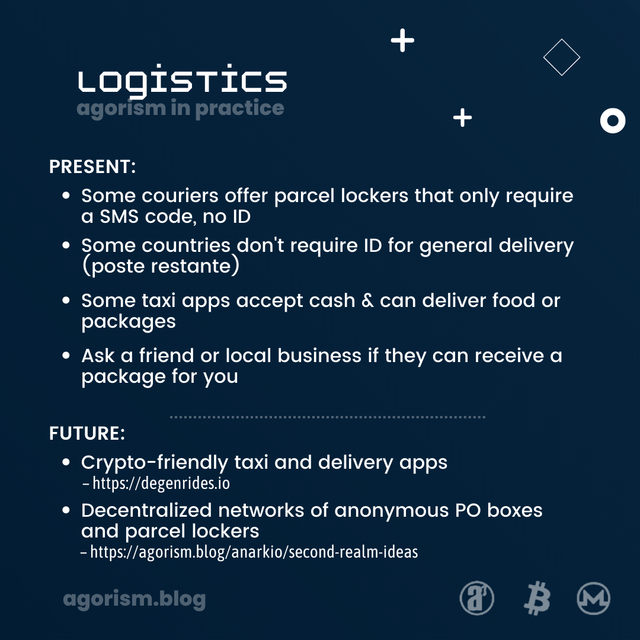 LOGISTICS
agorism in practice
PRESENT:
• Some couriers offer parcel lockers that only require
a SMS code, no ID
• Some countries don't require ID for general delivery
(poste restante)
• Some taxi apps accept cash & can deliver food or
packages
• Ask a friend or local business if they can receive a
package for you
FUTURE:
• Crypto-friendly taxi and delivery apps
– https://degenrides.io
• Decentralized networks of anonymous PO boxes
and parcel lockers
– https://agorism.blog/anarkio/second-realm-ideas
agorism.blog